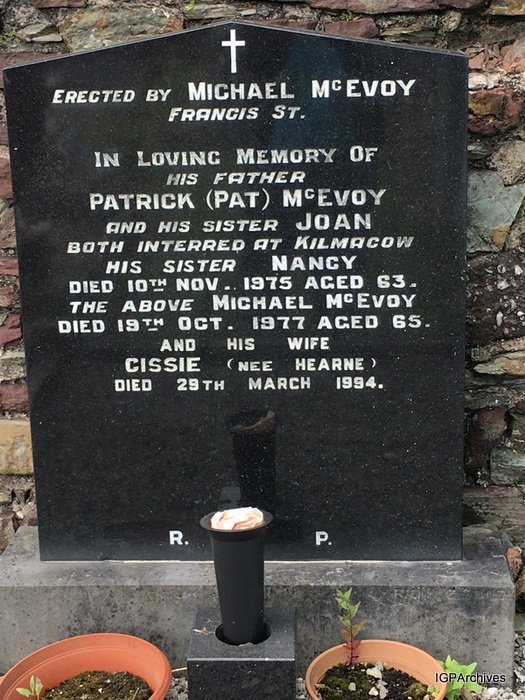 ERECTED BY MICHAEL McEVOY
FRANCIS ST.
IN LOVING MEMORY OF
HIS FATHER
PATRICK (PAT) McEVOY
AND HIS SISTER JOAN
BOTH INTERRED AT KILMACOW
HIS SISTER NANCY
DIED 10TH NOV. 1975 AGED 63.
THE ABOVE MICHAEL McEVOY
DIED 19TH OCT. 1977 AGED 65.
AND HIS WIFE
CISSIE (NEE HEARNE)
DIED 29TH MARCH 1994.
R. P.
IGPArchives